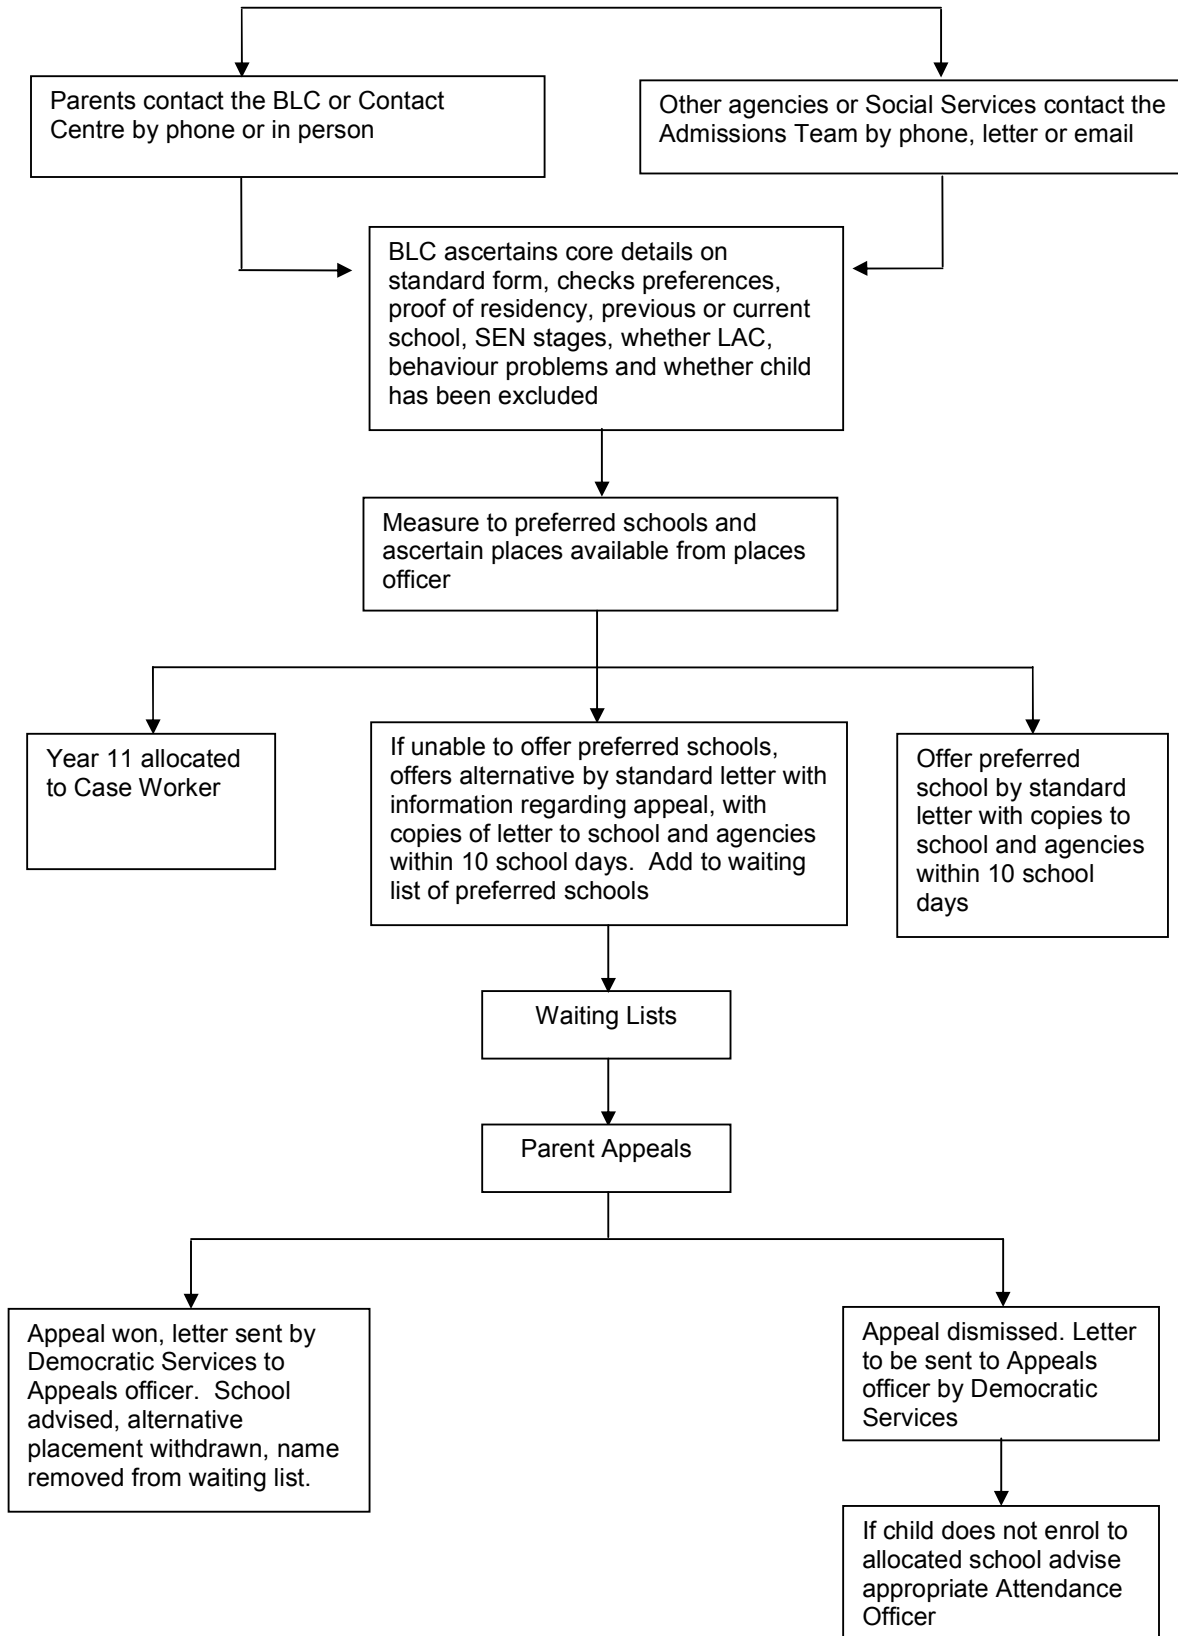 Parents contact the BLC or Contact
Centre by phone or in person
Other agencies or Social Services contact the
Admissions Team by phone, letter or email
BLC ascertains core details on
standard form, checks preferences,
proof of residency, previous or current
school, SEN stages, whether LAC,
behaviour problems and whether child
has been excluded
Measure to preferred schools and
ascertain places available from places
officer
Year 11 allocated
to Case Worker
If unable to offer preferred schools,
offers alternative by standard letter with
information regarding appeal, with
copies of letter to school and agencies
within 10 school days.  Add to waiting
list of preferred schools
Offer preferred
school by standard
letter with copies to
school and agencies
within 10 school
days
Waiting Lists
Parent Appeals
Appeal won, letter sent by
Democratic Services to
Appeals officer.  School
advised, alternative
placement withdrawn, name
removed from waiting list.
Appeal dismissed. Letter
to be sent to Appeals
officer by Democratic
Services
If child does not enrol to
allocated school advise
appropriate Attendance
Officer